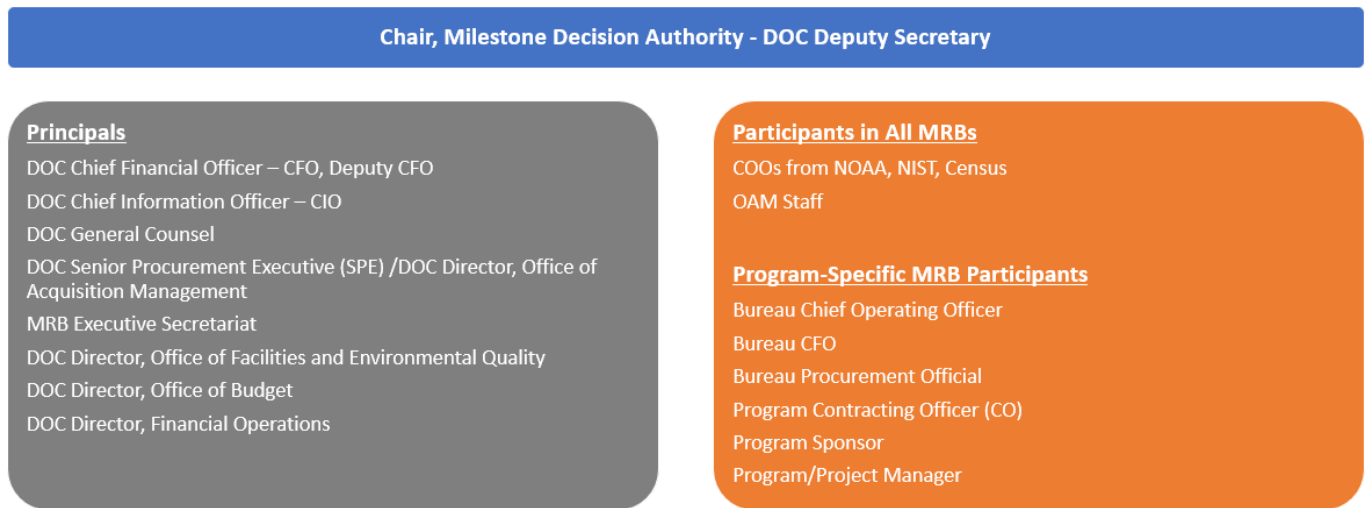 Chair, Milestone Decision Authority - DOC Deputy Secretary
Principals
DOC Chief Financial Officer – CFO, Deputy CFO
DOC Chief Information Officer – CIO
DOC General Counsel
DOC Senior Procurement Executive (SPE) /DOC Director, Office of
Acquisition Management
MRB Executive Secretariat
DOC Director, Office of Facilities and Environmental Quality
DOC Director, Office of Budget
DOC Director, Financial Operations
Participants in All MRBs
COOs from NOAA, NIST, Census
OAM Staff
Program-Specific MRB Participants
Bureau Chief Operating Officer
Bureau CFO
Bureau Procurement Official
Program Contracting Officer (CO)
Program Sponsor
Program/Project Manager